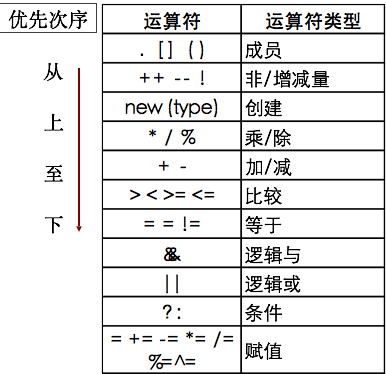 优先次序
从
上
至
下
运算符 运算符类型
. [] () 成员
++ -- ! 非/增减量
new (type) 创建
* / % 乘/除
+ - 加/减
> < >= <= 比较
= = != 等于
&& 逻辑与
|| 逻辑或
?: 条件
= += -= *= /=
%= ^= 赋值